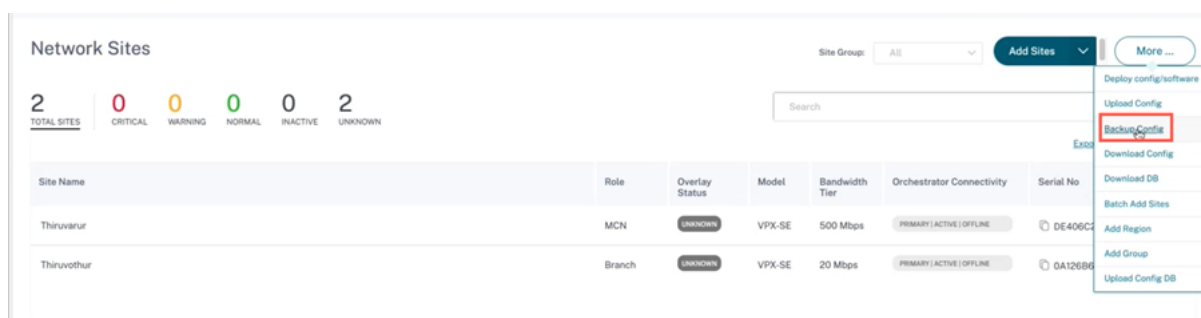 Network Sites
Site Group: All
Add Sites
More ...
2 0 0 0 0 2
TOTAL SITES CRITICAL WARNING NORMAL INACTIVE UNKNOWN
Search
Deploy config/software
Upload Config
Backup Config
Download Config
Download DB
Batch Add Sites
Add Region
Add Group
Upload Config DB
Expo
Site Name Role Overlay Status Model Bandwidth Tier Orchestrator Connectivity Serial No
Thiruvarur MCN UNKNOWN VPX-SE 500 Mbps PRIMARY | ACTIVE | OFFLINE DE406C2
Thiruvothur Branch UNKNOWN VPX-SE 20 Mbps PRIMARY | ACTIVE | OFFLINE 0A126B6